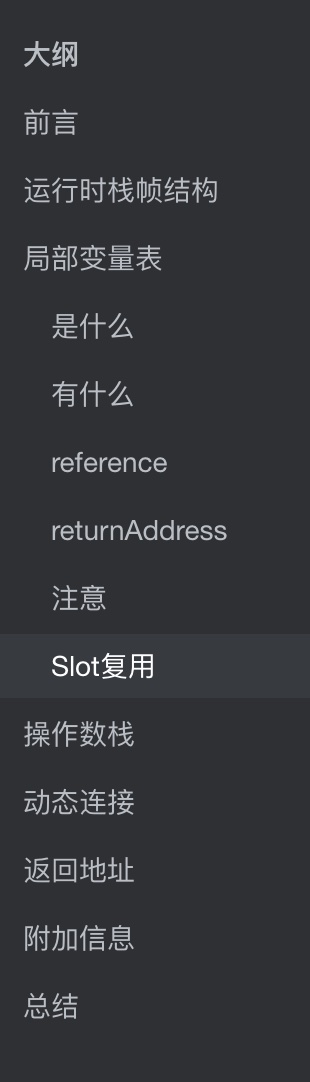 大纲
前言
运行时栈帧结构
局部变量表
是什么
有什么
reference
returnAddress
注意
Slot复用
操作数栈
动态连接
返回地址
附加信息
总结